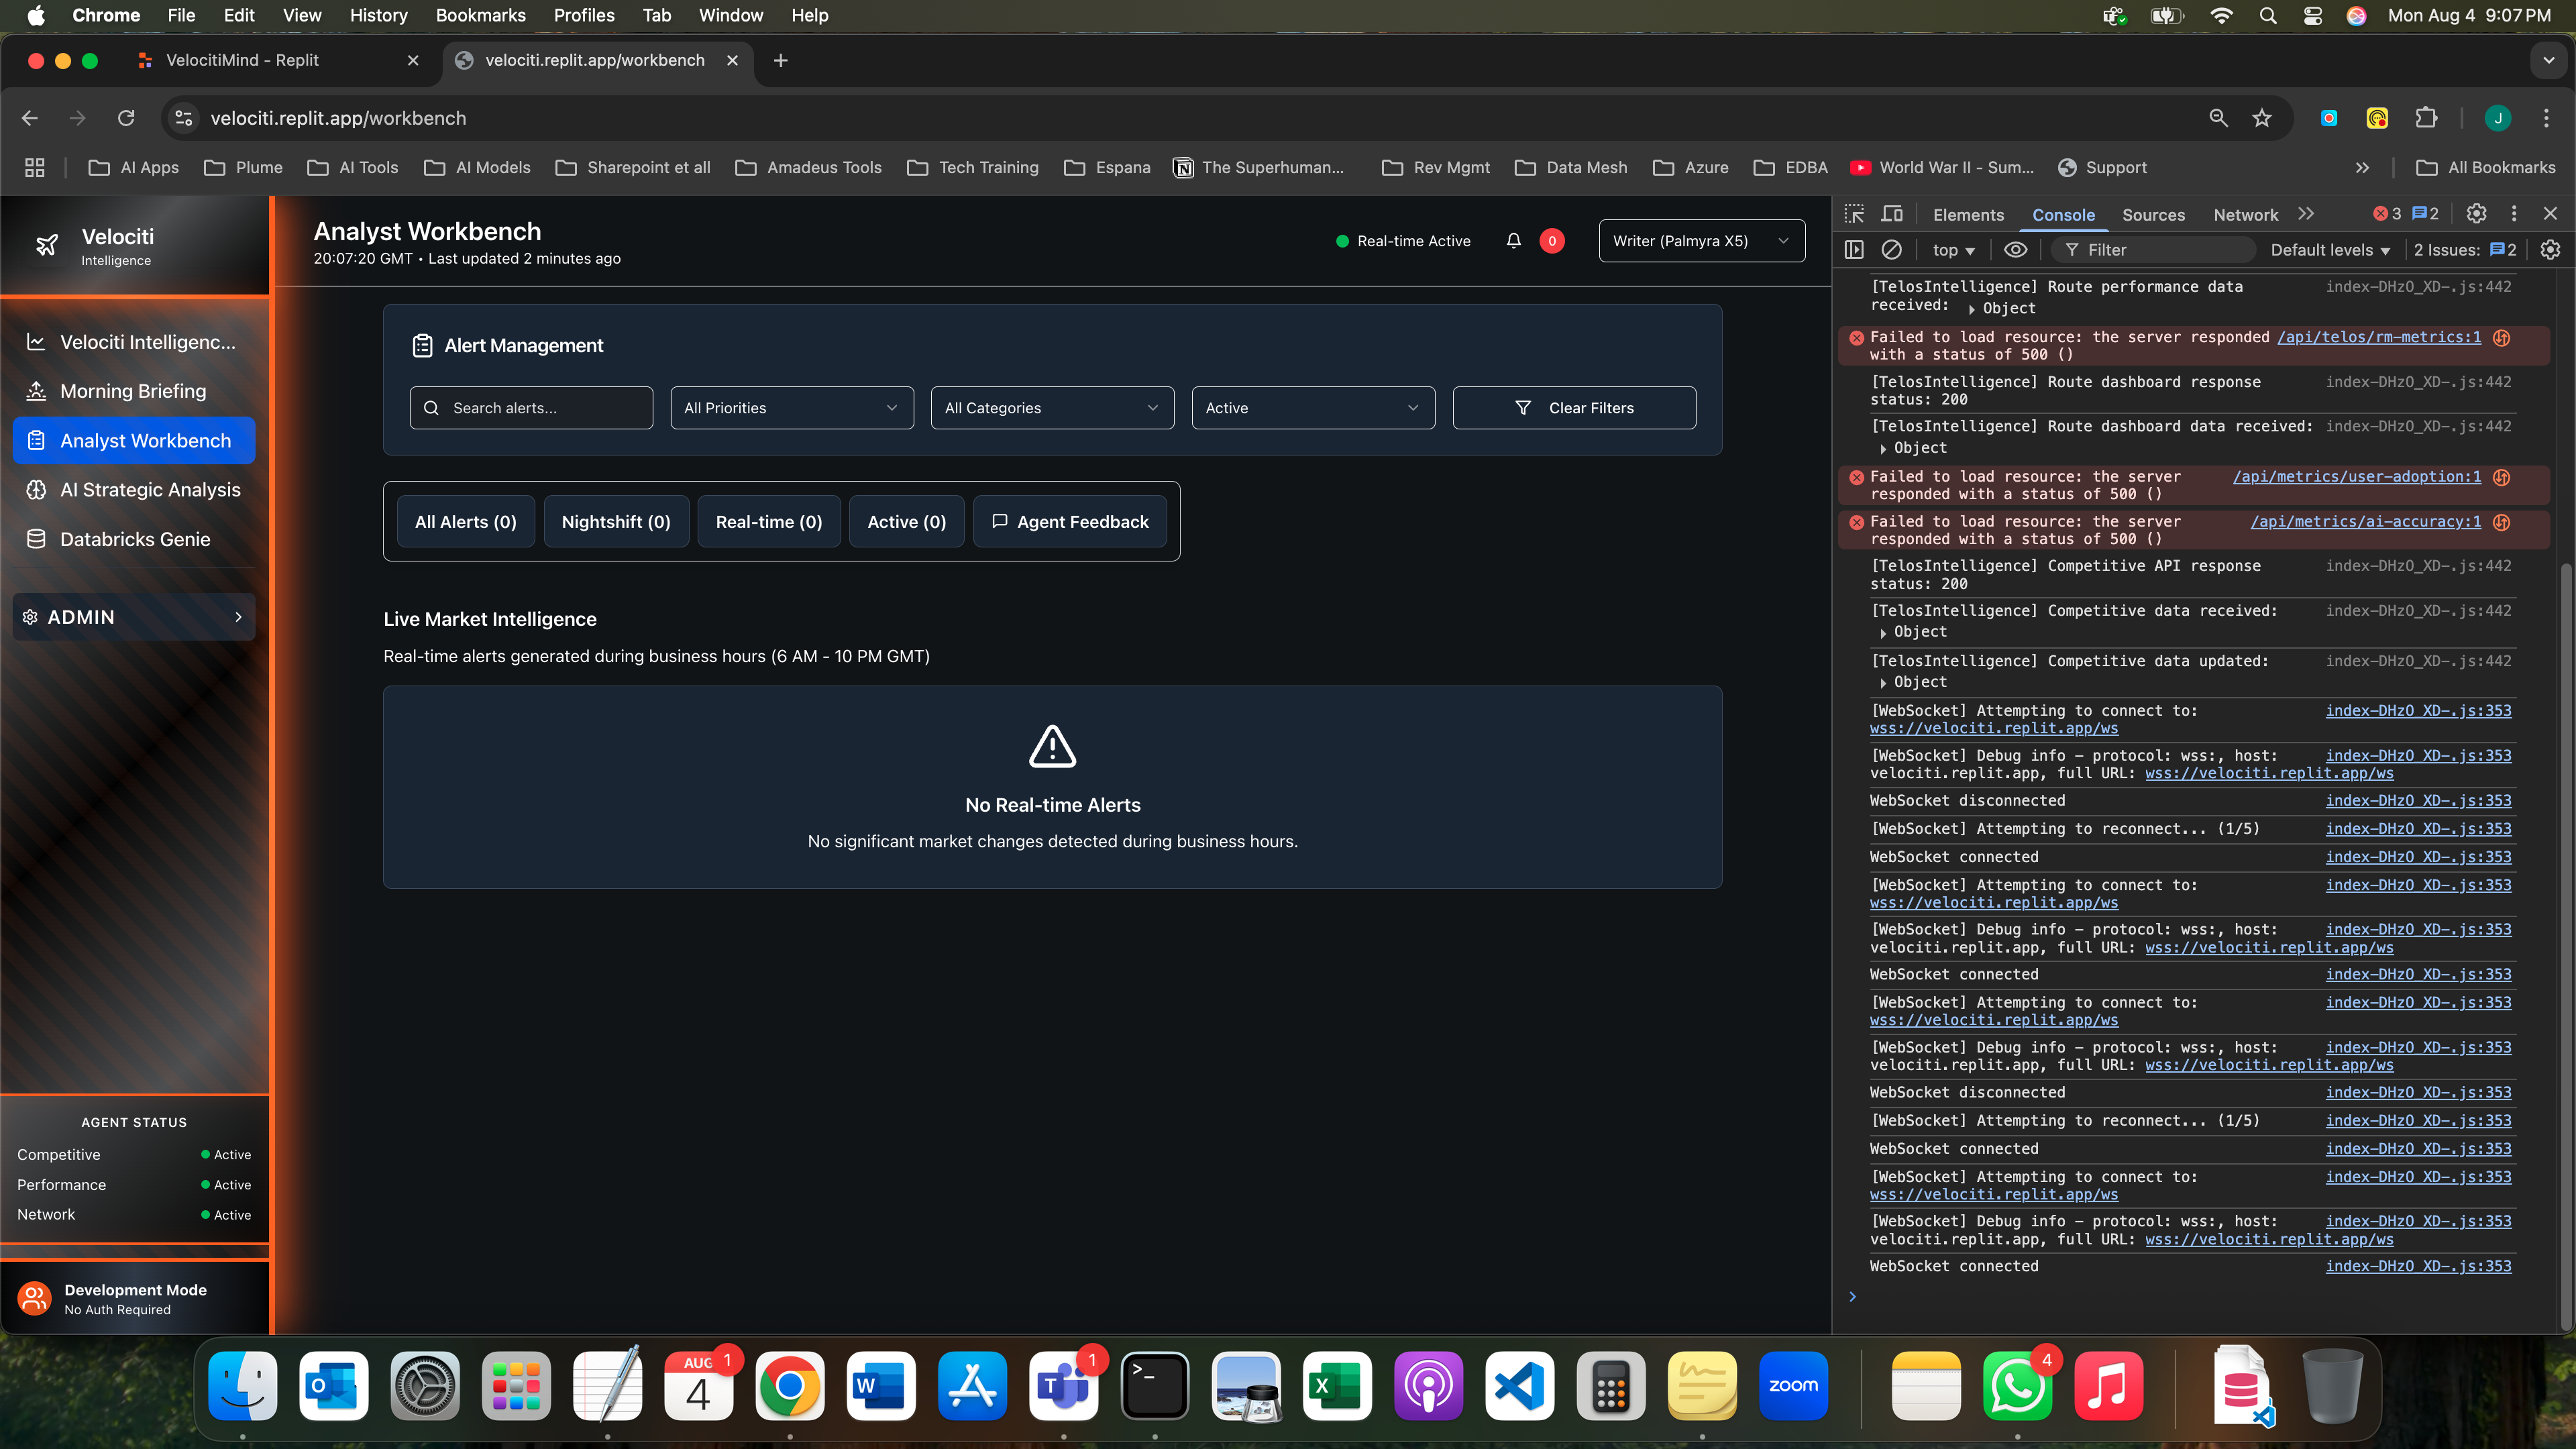 Chrome File Edit View History Bookmarks Profiles Tab Window Help Mon Aug 4 9:07 PM
VelocitiMind - Replit
velociti.replit.app/workbench
velociti.replit.app/workbench
J
AI Apps Plume AI Tools AI Models Sharepoint et all Amadeus Tools Tech Training Espana The Superhuman... Rev Mgmt Data Mesh Azure EDBA World War II - Sum... Support All Bookmarks
Velociti
Intelligence
Velociti Intelligenc...
Morning Briefing
Analyst Workbench
AI Strategic Analysis
Databricks Genie
ADMIN
AGENT STATUS
Competitive Active
Performance Active
Network Active
Development Mode
No Auth Required
Analyst Workbench
20:07:20 GMT • Last updated 2 minutes ago
Real-time Active
0
Writer (Palmyra X5)
Alert Management
Search alerts...
All Priorities
All Categories
Active
Clear Filters
All Alerts (0)
Nightshift (0)
Real-time (0)
Active (0)
Agent Feedback
Live Market Intelligence
Real-time alerts generated during business hours (6 AM - 10 PM GMT)
No Real-time Alerts
No significant market changes detected during business hours.
Elements Console Sources Network 3 2
top Filter Default levels 2 Issues: 2
[TelosIntelligence] Route performance data index-DHzO_XD-.js:442
received: Object
Failed to load resource: the server responded /api/telos/rm-metrics:1
with a status of 500 ()
[TelosIntelligence] Route dashboard response index-DHzO_XD-.js:442
status: 200
[TelosIntelligence] Route dashboard data received: index-DHzO_XD-.js:442
Object
Failed to load resource: the server /api/metrics/user-adoption:1
responded with a status of 500 ()
Failed to load resource: the server /api/metrics/ai-accuracy:1
responded with a status of 500 ()
[TelosIntelligence] Competitive API response index-DHzO_XD-.js:442
status: 200
[TelosIntelligence] Competitive data received: index-DHzO_XD-.js:442
Object
[TelosIntelligence] Competitive data updated: index-DHzO_XD-.js:442
Object
[WebSocket] Attempting to connect to: index-DHzO_XD-.js:353
wss://velociti.replit.app/ws
[WebSocket] Debug info - protocol: wss:, host: index-DHzO_XD-.js:353
velociti.replit.app, full URL: wss://velociti.replit.app/ws
WebSocket disconnected index-DHzO_XD-.js:353
[WebSocket] Attempting to reconnect... (1/5) index-DHzO_XD-.js:353
WebSocket connected index-DHzO_XD-.js:353
[WebSocket] Attempting to connect to: index-DHzO_XD-.js:353
wss://velociti.replit.app/ws
[WebSocket] Debug info - protocol: wss:, host: index-DHzO_XD-.js:353
velociti.replit.app, full URL: wss://velociti.replit.app/ws
WebSocket connected index-DHzO_XD-.js:353
[WebSocket] Attempting to connect to: index-DHzO_XD-.js:353
wss://velociti.replit.app/ws
[WebSocket] Debug info - protocol: wss:, host: index-DHzO_XD-.js:353
velociti.replit.app, full URL: wss://velociti.replit.app/ws
WebSocket disconnected index-DHzO_XD-.js:353
[WebSocket] Attempting to reconnect... (1/5) index-DHzO_XD-.js:353
WebSocket connected index-DHzO_XD-.js:353
[WebSocket] Attempting to connect to: index-DHzO_XD-.js:353
wss://velociti.replit.app/ws
[WebSocket] Debug info - protocol: wss:, host: index-DHzO_XD-.js:353
velociti.replit.app, full URL: wss://velociti.replit.app/ws
WebSocket connected index-DHzO_XD-.js:353
AUG 1 1 4
O 4 W T >_ X zoom